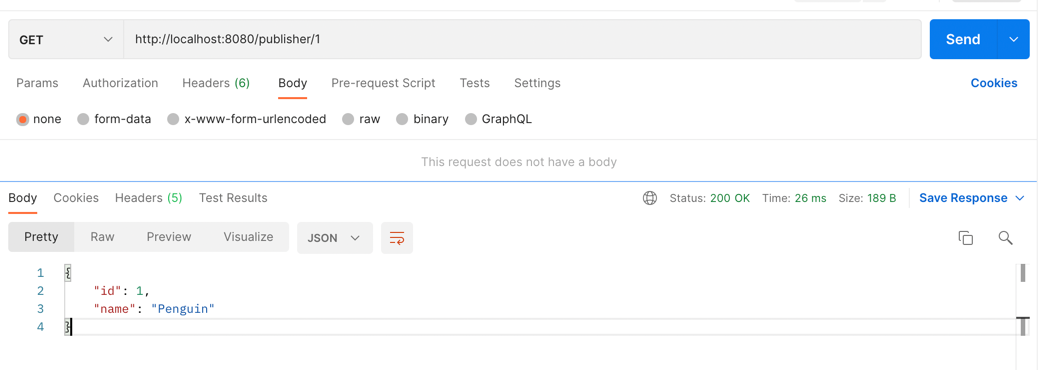 GET http://localhost:8080/publisher/1 Send
Params Authorization Headers (6) Body Pre-request Script Tests Settings Cookies
none form-data x-www-form-urlencoded raw binary GraphQL
This request does not have a body
Body Cookies Headers (5) Test Results Status: 200 OK Time: 26 ms Size: 189 B Save Response
Pretty Raw Preview Visualize JSON
1 {
2 "id": 1,
3 "name": "Penguin"
4 }